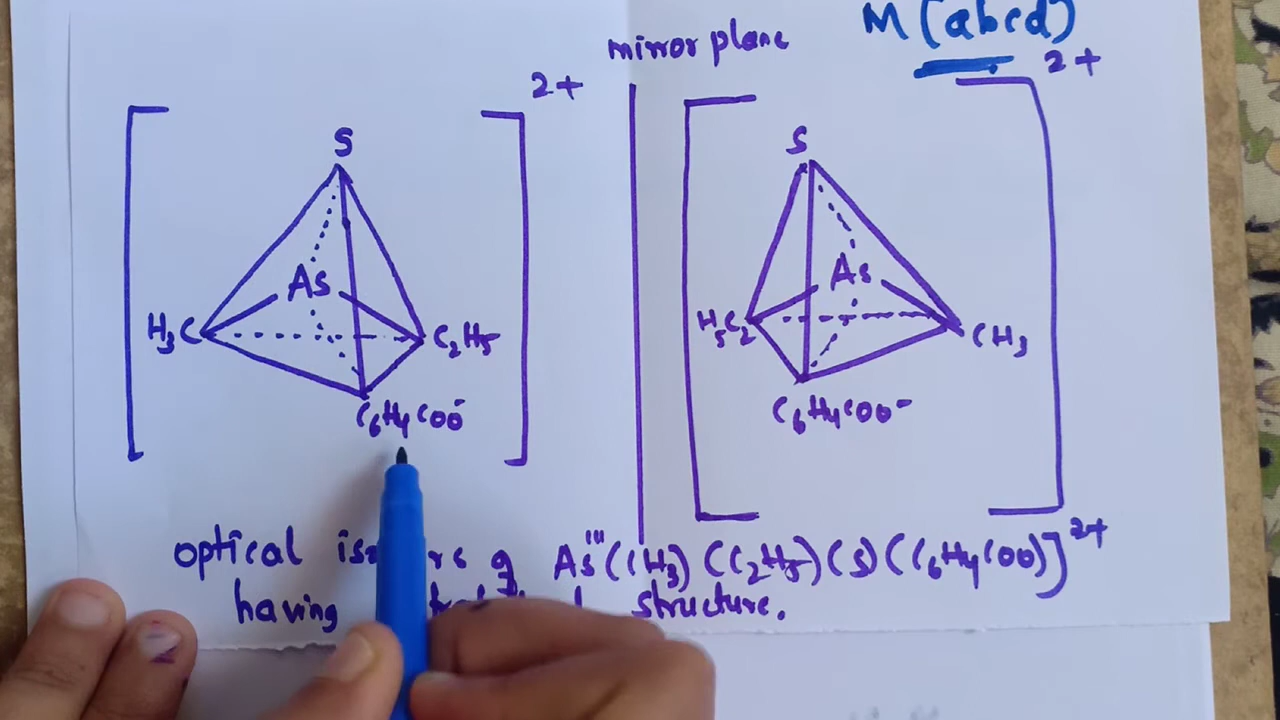 M(abcd)
mirror plane
2+
2+
S
S
As
As
H₃C
C₂H₅
H₅C₂
CH₃
C₆H₄COO⁻
C₆H₄COO⁻
optical As^III(CH₃)(C₂H₅)(S)(C₆H₄COO)]²⁺
having structure.